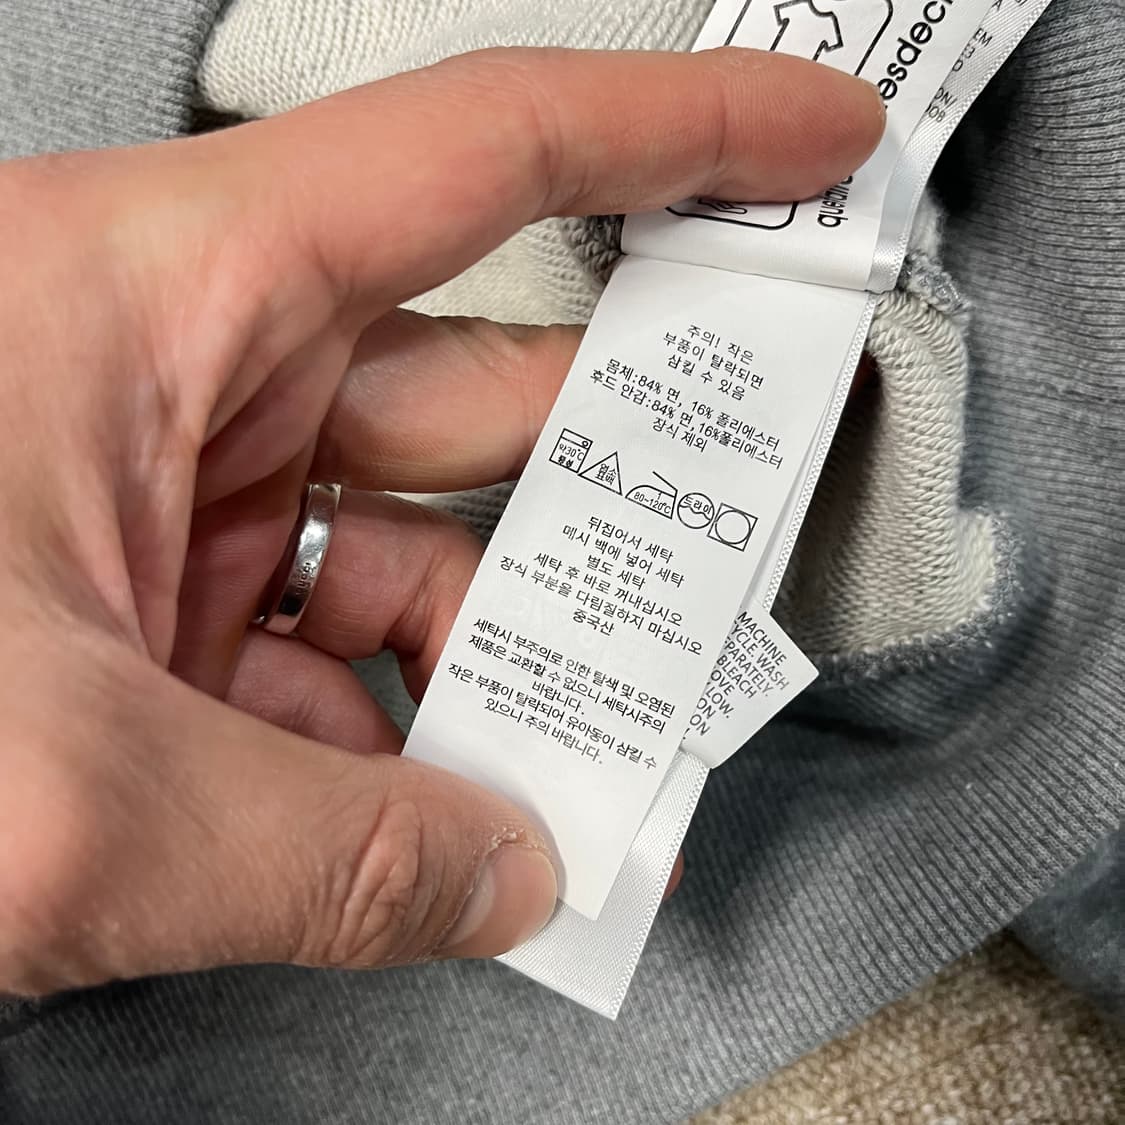 주의! 작은
부품이 탈락되면
삼킬 수 있음
몸체:84% 면, 16% 폴리에스터
후드 안감:84% 면,16%폴리에스터
장식 제외
약30℃
중성
염소
표백
80~120℃
드라이
뒤집어서 세탁
메시 백에 넣어 세탁
별도 세탁
세탁 후 바로 꺼내십시오
장식 부분을 다림질하지 마십시오
중국산
세탁시 부주의로 인한 탈색 및 오염된
제품은 교환할 수 없으니 세탁시주의
바랍니다.
작은 부품이 탈락되어 유아동이 삼킬 수
있으니 주의 바랍니다.
MACHINE
YCLE WASH
EPARATELY.
BLEACH
OVE
LOW.
ON
ON